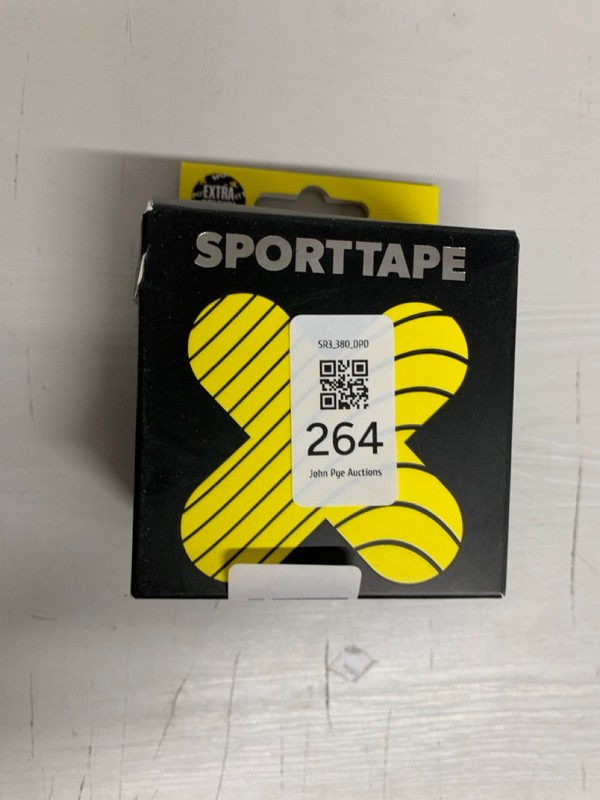 EXTRA
SPORTTAPE
SR3_380_DPD
264
John Pye Auctions